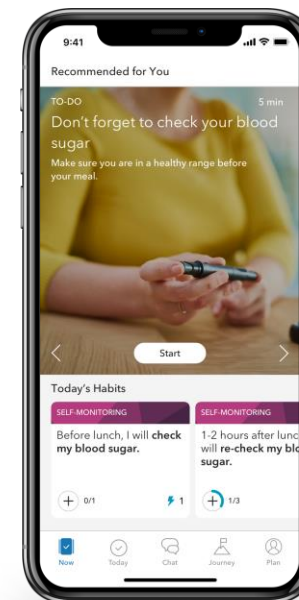 9:41
Recommended for You
TO-DO 5 min
Don't forget to check your blood
sugar
Make sure you are in a healthy range before
your meal.
Start
Today's Habits
SELF-MONITORING
Before lunch, I will check
my blood sugar.
0/1 1
SELF-MONITORING
1-2 hours after lunc
will re-check my blo
sugar.
1/3
Now Today Chat Journey Plan